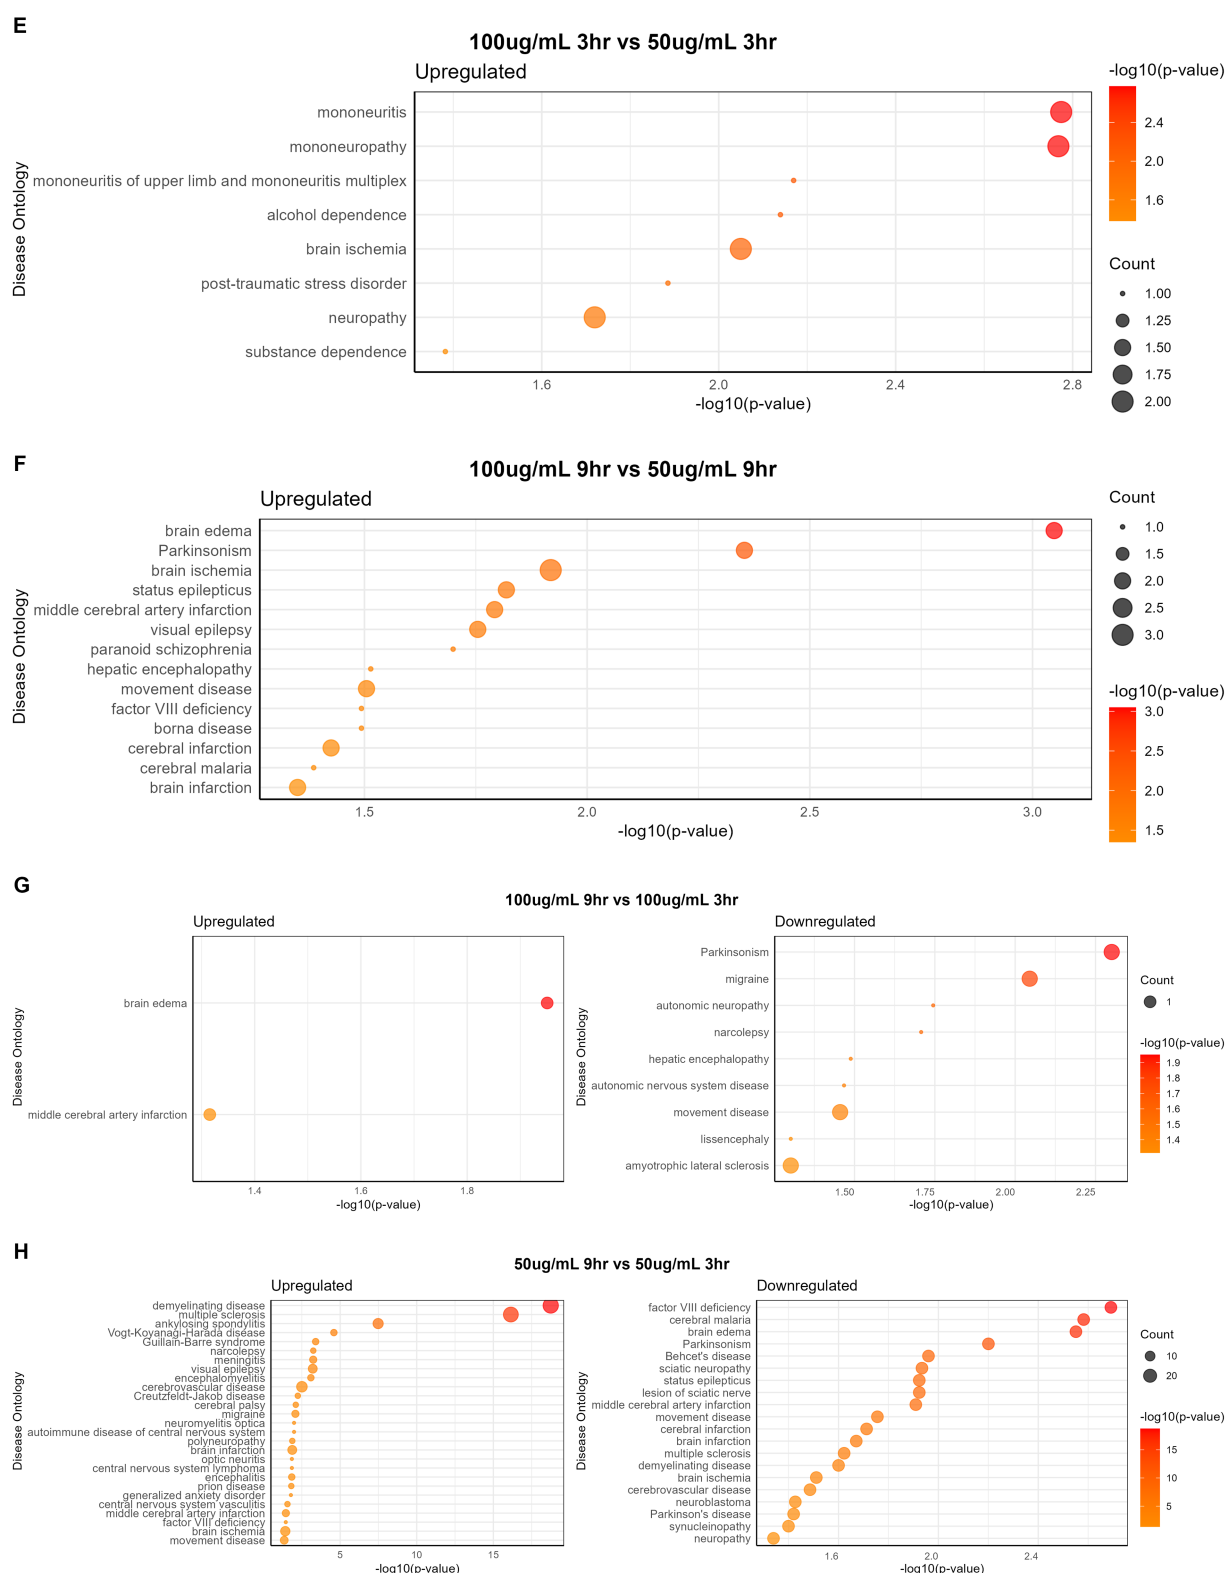 E
100ug/mL 3hr vs 50ug/mL 3hr
Upregulated
Disease Ontology
mononeuritis
mononeuropathy
mononeuritis of upper limb and mononeuritis multiplex
alcohol dependence
brain ischemia
post-traumatic stress disorder
neuropathy
substance dependence
1.6
2.0
2.4
2.8
-log10(p-value)
-log10(p-value)
2.4
2.0
1.6
Count
1.00
1.25
1.50
1.75
2.00
F
100ug/mL 9hr vs 50ug/mL 9hr
Upregulated
Disease Ontology
brain edema
Parkinsonism
brain ischemia
status epilepticus
middle cerebral artery infarction
visual epilepsy
paranoid schizophrenia
hepatic encephalopathy
movement disease
factor VIII deficiency
borna disease
cerebral infarction
cerebral malaria
brain infarction
1.5
2.0
2.5
3.0
-log10(p-value)
Count
1.0
1.5
2.0
2.5
3.0
-log10(p-value)
3.0
2.5
2.0
1.5
G
100ug/mL 9hr vs 100ug/mL 3hr
Upregulated
Disease Ontology
brain edema
middle cerebral artery infarction
1.4
1.6
1.8
-log10(p-value)
Downregulated
Disease Ontology
Parkinsonism
migraine
autonomic neuropathy
narcolepsy
hepatic encephalopathy
autonomic nervous system disease
movement disease
lissencephaly
amyotrophic lateral sclerosis
1.50
1.75
2.00
2.25
-log10(p-value)
Count
1
-log10(p-value)
1.9
1.8
1.7
1.6
1.5
1.4
H
50ug/mL 9hr vs 50ug/mL 3hr
Upregulated
Disease Ontology
demyelinating disease
multiple sclerosis
ankylosing spondylitis
Vogt-Koyanagi-Harada disease
Guillain-Barre syndrome
narcolepsy
meningitis
visual epilepsy
encephalomyelitis
cerebrovascular disease
Creutzfeldt-Jakob disease
cerebral palsy
migraine
neuromyelitis optica
autoimmune disease of central nervous system
polyneuropathy
brain infarction
optic neuritis
central nervous system lymphoma
encephalitis
prion disease
generalized anxiety disorder
central nervous system vasculitis
middle cerebral artery infarction
factor VIII deficiency
brain ischemia
movement disease
5
10
15
-log10(p-value)
Downregulated
Disease Ontology
factor VIII deficiency
cerebral malaria
brain edema
Parkinsonism
Behcet's disease
sciatic neuropathy
status epilepticus
lesion of sciatic nerve
middle cerebral artery infarction
movement disease
cerebral infarction
brain infarction
multiple sclerosis
demyelinating disease
brain ischemia
cerebrovascular disease
neuroblastoma
Parkinson's disease
synucleinopathy
neuropathy
1.6
2.0
2.4
-log10(p-value)
Count
10
20
-log10(p-value)
15
10
5